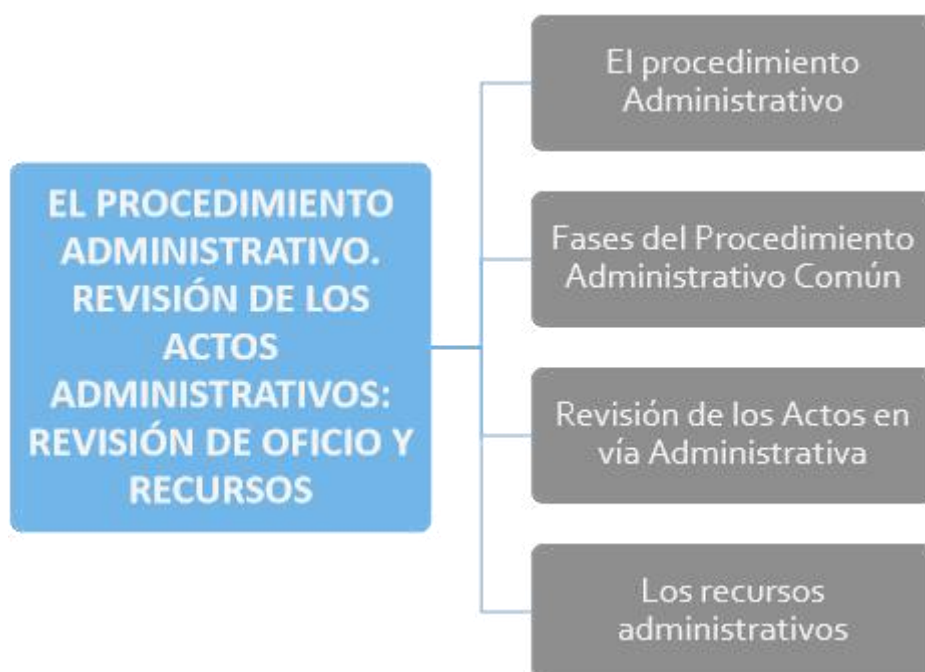 EL PROCEDIMIENTO
ADMINISTRATIVO.
REVISIÓN DE LOS
ACTOS
ADMINISTRATIVOS:
REVISIÓN DE OFICIO Y
RECURSOS
El procedimiento
Administrativo
Fases del Procedimiento
Administrativo Común
Revisión de los Actos en
vía Administrativa
Los recursos
administrativos